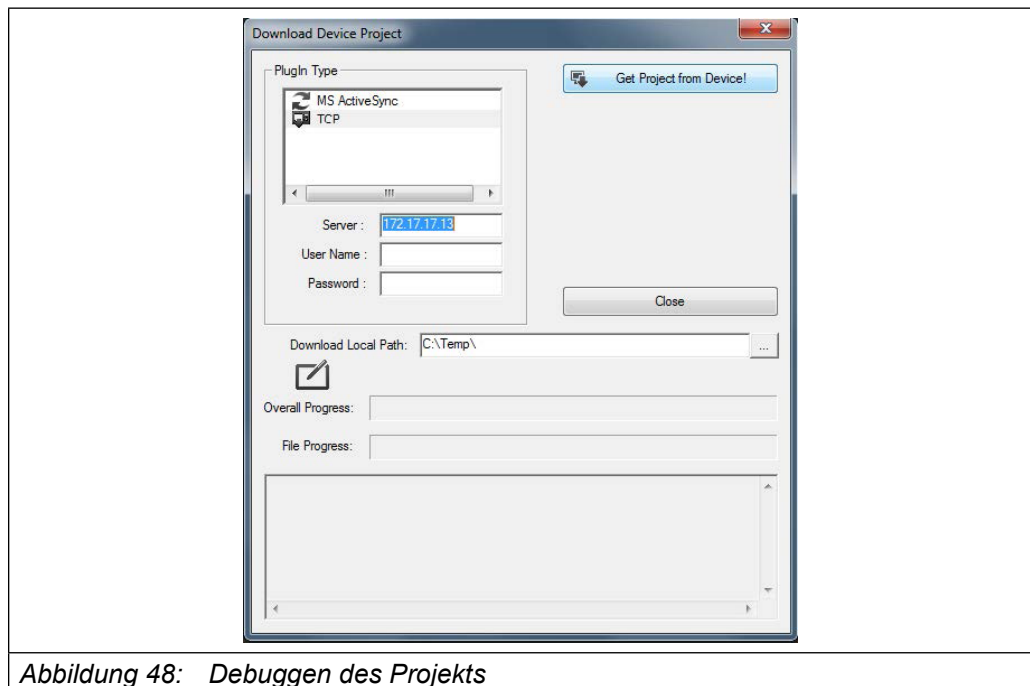 Download Device Project
PlugIn Type
MS ActiveSync
TCP
Get Project from Device!
Server :
172.17.17.13
User Name :
Password :
Close
Download Local Path:
C:\Temp\
...
Overall Progress:
File Progress:
Abbildung 48: Debuggen des Projekts